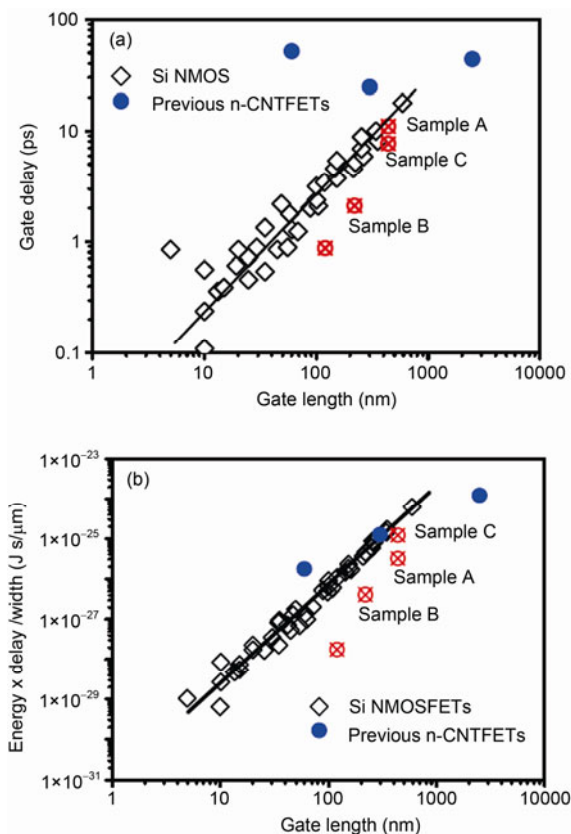 (a)
Si NMOS
Previous n-CNTFETs
Sample A
Sample C
Sample B
Gate delay (ps)
100
10
1
0.1
1
10
100
1000
10000
Gate length (nm)
(b)
Sample C
Sample A
Sample B
Si NMOSFETs
Previous n-CNTFETs
Energy x delay /width (J s/μm)
1×10⁻²³
1×10⁻²⁵
1×10⁻²⁷
1×10⁻²⁹
1×10⁻³¹
1
10
100
1000
10000
Gate length (nm)